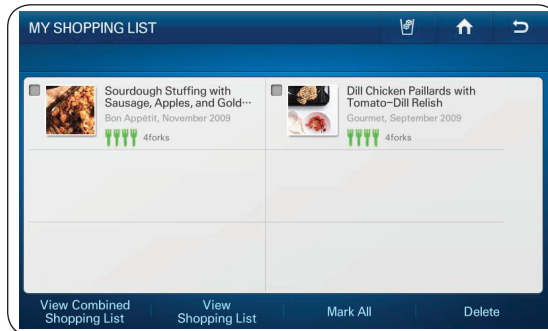 MY SHOPPING LIST
Sourdough Stuffing with
Sausage, Apples, and Gold···
Bon Appétit, November 2009
4forks
Dill Chicken Paillards with
Tomato-Dill Relish
Gourmet, September 2009
4forks
View Combined
Shopping List
View
Shopping List
Mark All
Delete